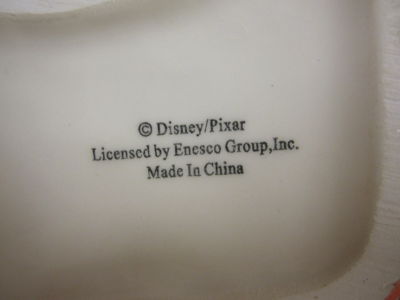 © Disney/Pixar
Licensed by Enesco Group,Inc.
Made In China